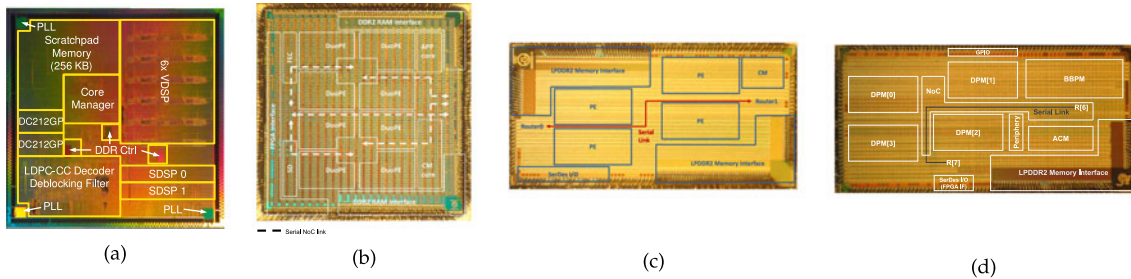 PLL
Scratchpad
Memory
(256 KB)
6x VDSP
Core
Manager
DC212GP
DC212GP
DDR Ctrl
LDPC-CC Decoder
Deblocking Filter
SDSP 0
SDSP 1
PLL
PLL
(a)
DDR2 RAM interface
FEC
DuoPE
DuoPE
APP
core
DuoPE
DuoPE
FPGA interface
DuoPE
DuoPE
SD
DuoPE
DuoPE
CM
core
DDR2 RAM interface
Serial NoC link
(b)
LPDDR2 Memory Interface
PE
CM
PE
Router1
Router0
PE
Serial
Link
PE
LPDDR2 Memory Interface
SerDes I/O
(c)
GPIO
DPM[0]
NoC
DPM[1]
BBPM
R[6]
Serial Link
DPM[3]
DPM[2]
Periphery
ACM
R[7]
LPDDR2 Memory Interface
SerDes I/O
(FPGA IF)
(d)